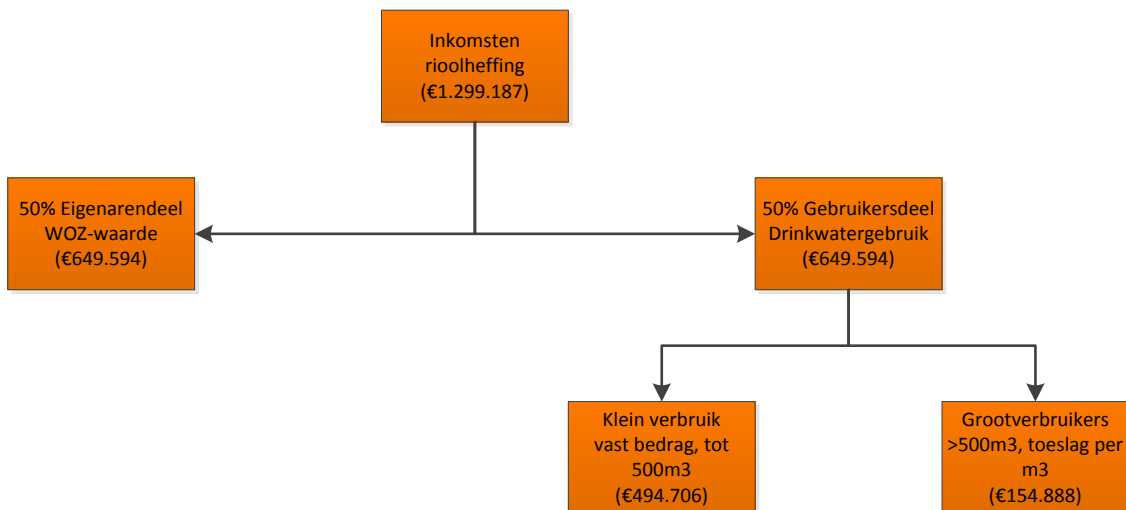 Inkomsten
rioolheffing
(€1.299.187)
50% Eigenarendeel
WOZ-waarde
(€649.594)
50% Gebruikersdeel
Drinkwatergebruik
(€649.594)
Klein verbruik
vast bedrag, tot
500m3
(€494.706)
Grootverbruikers
>500m3, toeslag per
m3
(€154.888)